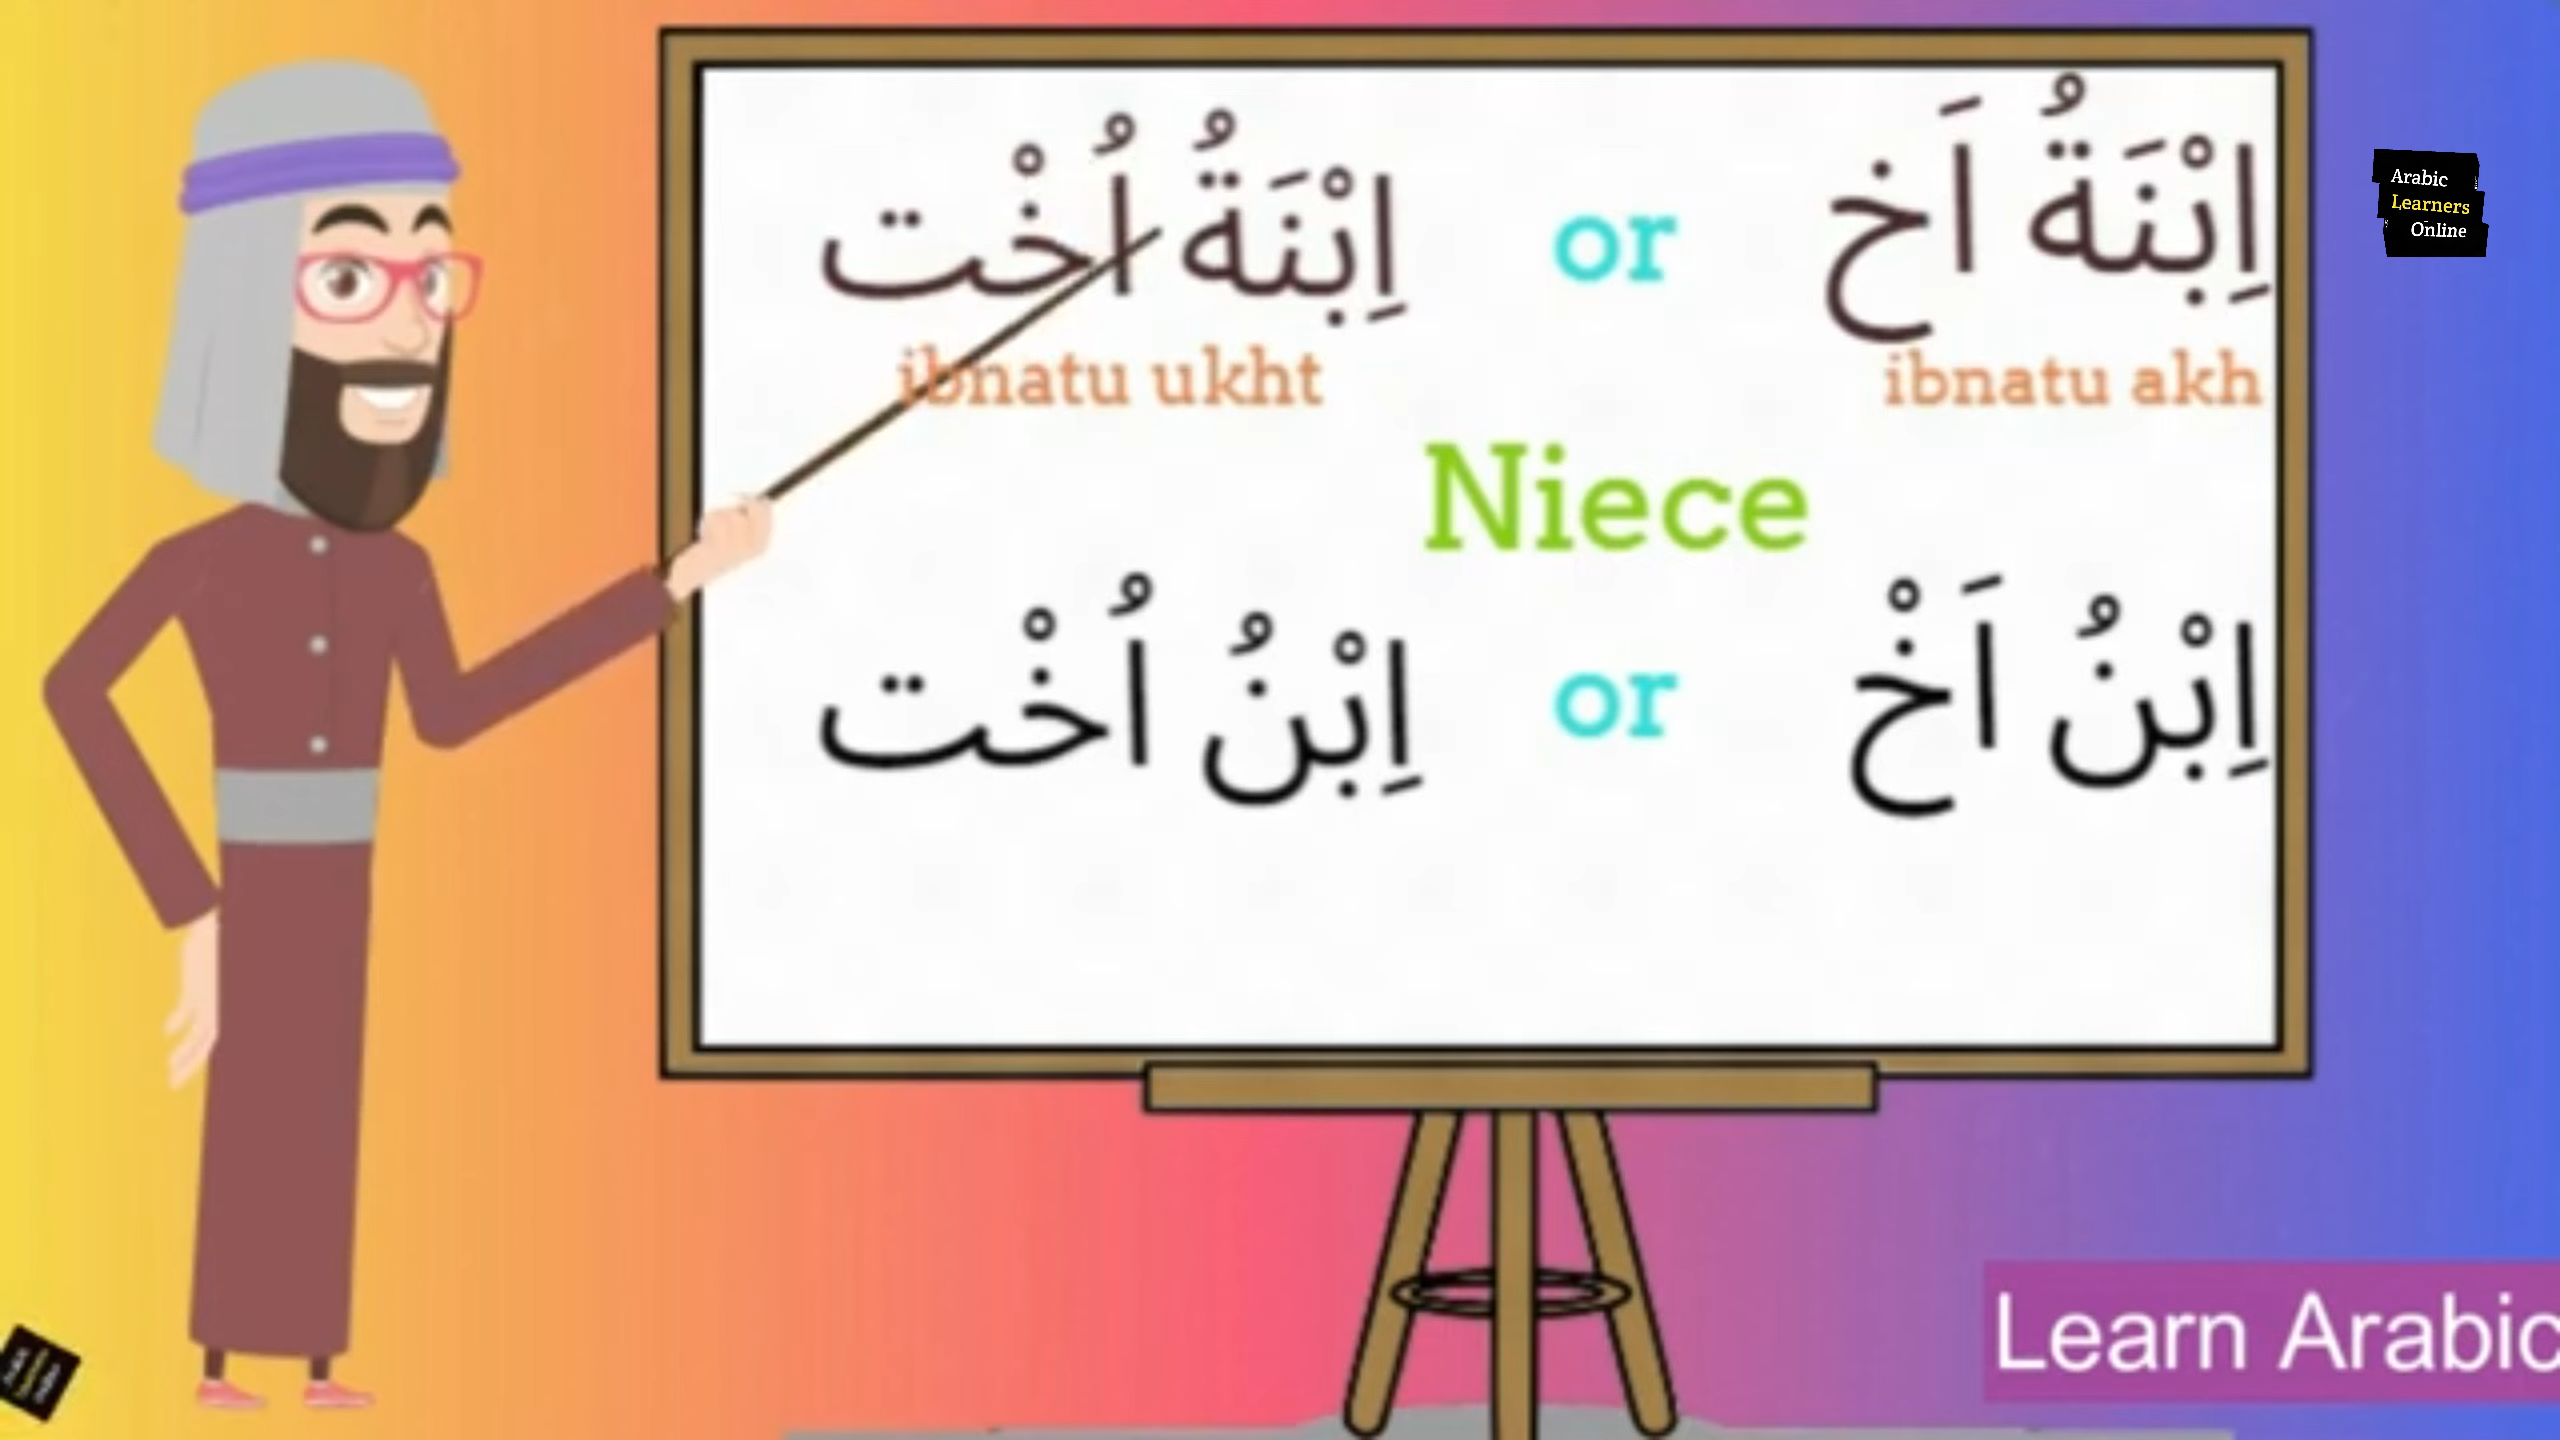 اِبْنَةُ اَخ or اِبْنَةُ اُخْت
ibnatu ukht ibnatu akh
Niece
اِبْنُ اَخْ or اِبْنُ اُخْت
Arabic
Learners
Online
Learn Arabic